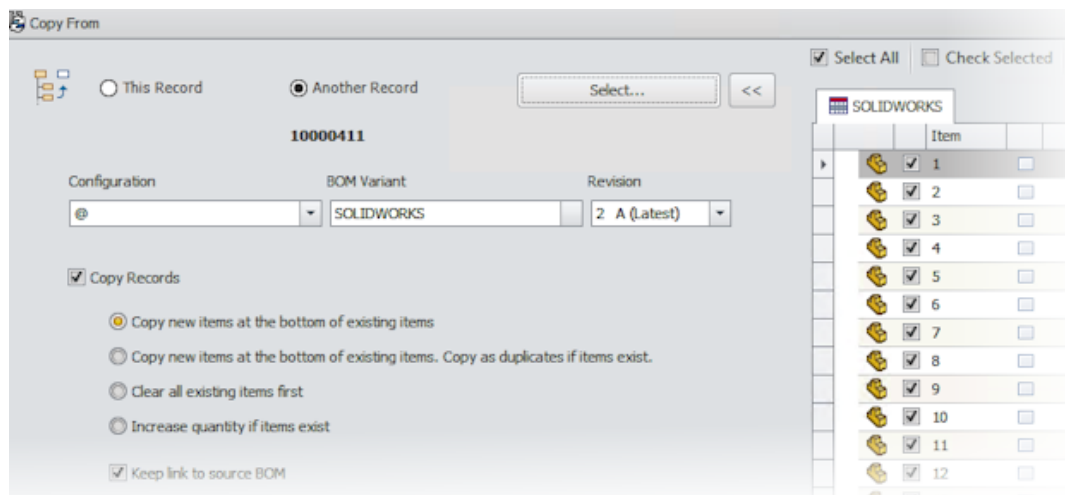 Copy From
This Record
Another Record
Select...
<<
10000411
Configuration
BOM Variant
Revision
@
SOLIDWORKS
2 A (Latest)
Copy Records
Copy new items at the bottom of existing items
Copy new items at the bottom of existing items. Copy as duplicates if items exist.
Clear all existing items first
Increase quantity if items exist
Keep link to source BOM
Select All
Check Selected
SOLIDWORKS
Item
1
2
3
4
5
6
7
8
9
10
11
12